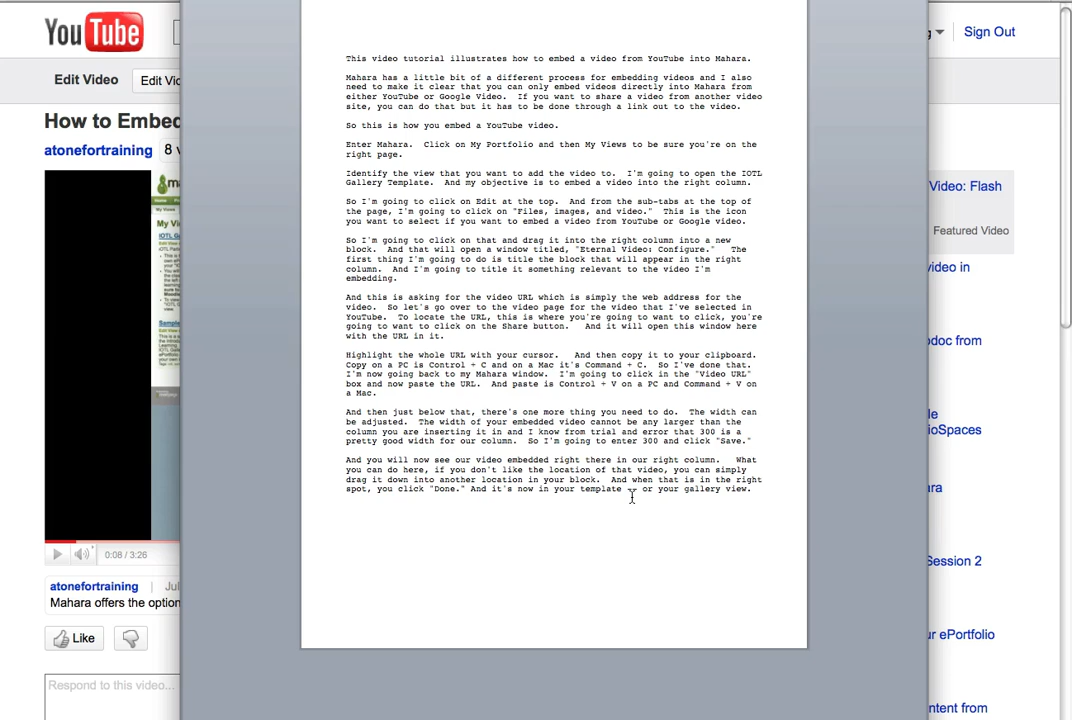 YouTube
g
Sign Out
Edit Video
Edit Vid
How to Embed
atonefortraining
8 v
Video: Flash
Featured Video
video in
odoc from
le
ioSpaces
ara
Session 2
ur ePortfolio
ntent from
My Vi
0:08 / 3:26
atonefortraining | Jul
Mahara offers the option
Like
Respond to this video...
This video tutorial illustrates how to embed a video from YouTube into Mahara.
Mahara has a little bit of a different process for embedding videos and I also
need to make it clear that you can only embed videos directly into Mahara from
either YouTube or Google Video.  If you want to share a video from another video
site, you can do that but it has to be done through a link out to the video.
So this is how you embed a YouTube video.
Enter Mahara.  Click on My Portfolio and then My Views to be sure you're on the
right page.
Identify the view that you want to add the video to.  I'm going to open the IOTL
Gallery Template.  And my objective is to embed a video into the right column.
So I'm going to click on Edit at the top.  And from the sub-tabs at the top of
the page, I'm going to click on "Files, images, and video."  This is the icon
you want to select if you want to embed a video from YouTube or Google video.
So I'm going to click on that and drag it into the right column into a new
block.  And that will open a window titled, "Eternal Video: Configure."  The
first thing I'm going to do is title the block that will appear in the right
column.  And I'm going to title it something relevant to the video I'm
embedding.
And this is asking for the video URL which is simply the web address for the
video.  So let's go over to the video page for the video that I've selected in
YouTube.  To locate the URL, this is where you're going to want to click, you're
going to want to click on the Share button.  And it will open this window here
with the URL in it.
Highlight the whole URL with your cursor.  And then copy it to your clipboard.
Copy on a PC is Control + C and on a Mac it's Command + C.  So I've done that.
I'm now going back to my Mahara window.  I'm going to click in the "Video URL"
box and now paste the URL.  And paste is Control + V on a PC and Command + V on
a Mac.
And then just below that, there's one more thing you need to do.  The width can
be adjusted.  The width of your embedded video cannot be any larger than the
column you are inserting it in and I know from trial and error that 300 is a
pretty good width for our column.  So I'm going to enter 300 and click "Save."
And you will now see our video embedded right there in our right column.  What
you can do here, if you don't like the location of that video, you can simply
drag it down into another location in your block.  And when that is in the right
spot, you click "Done." And it's now in your template -- or your gallery view.